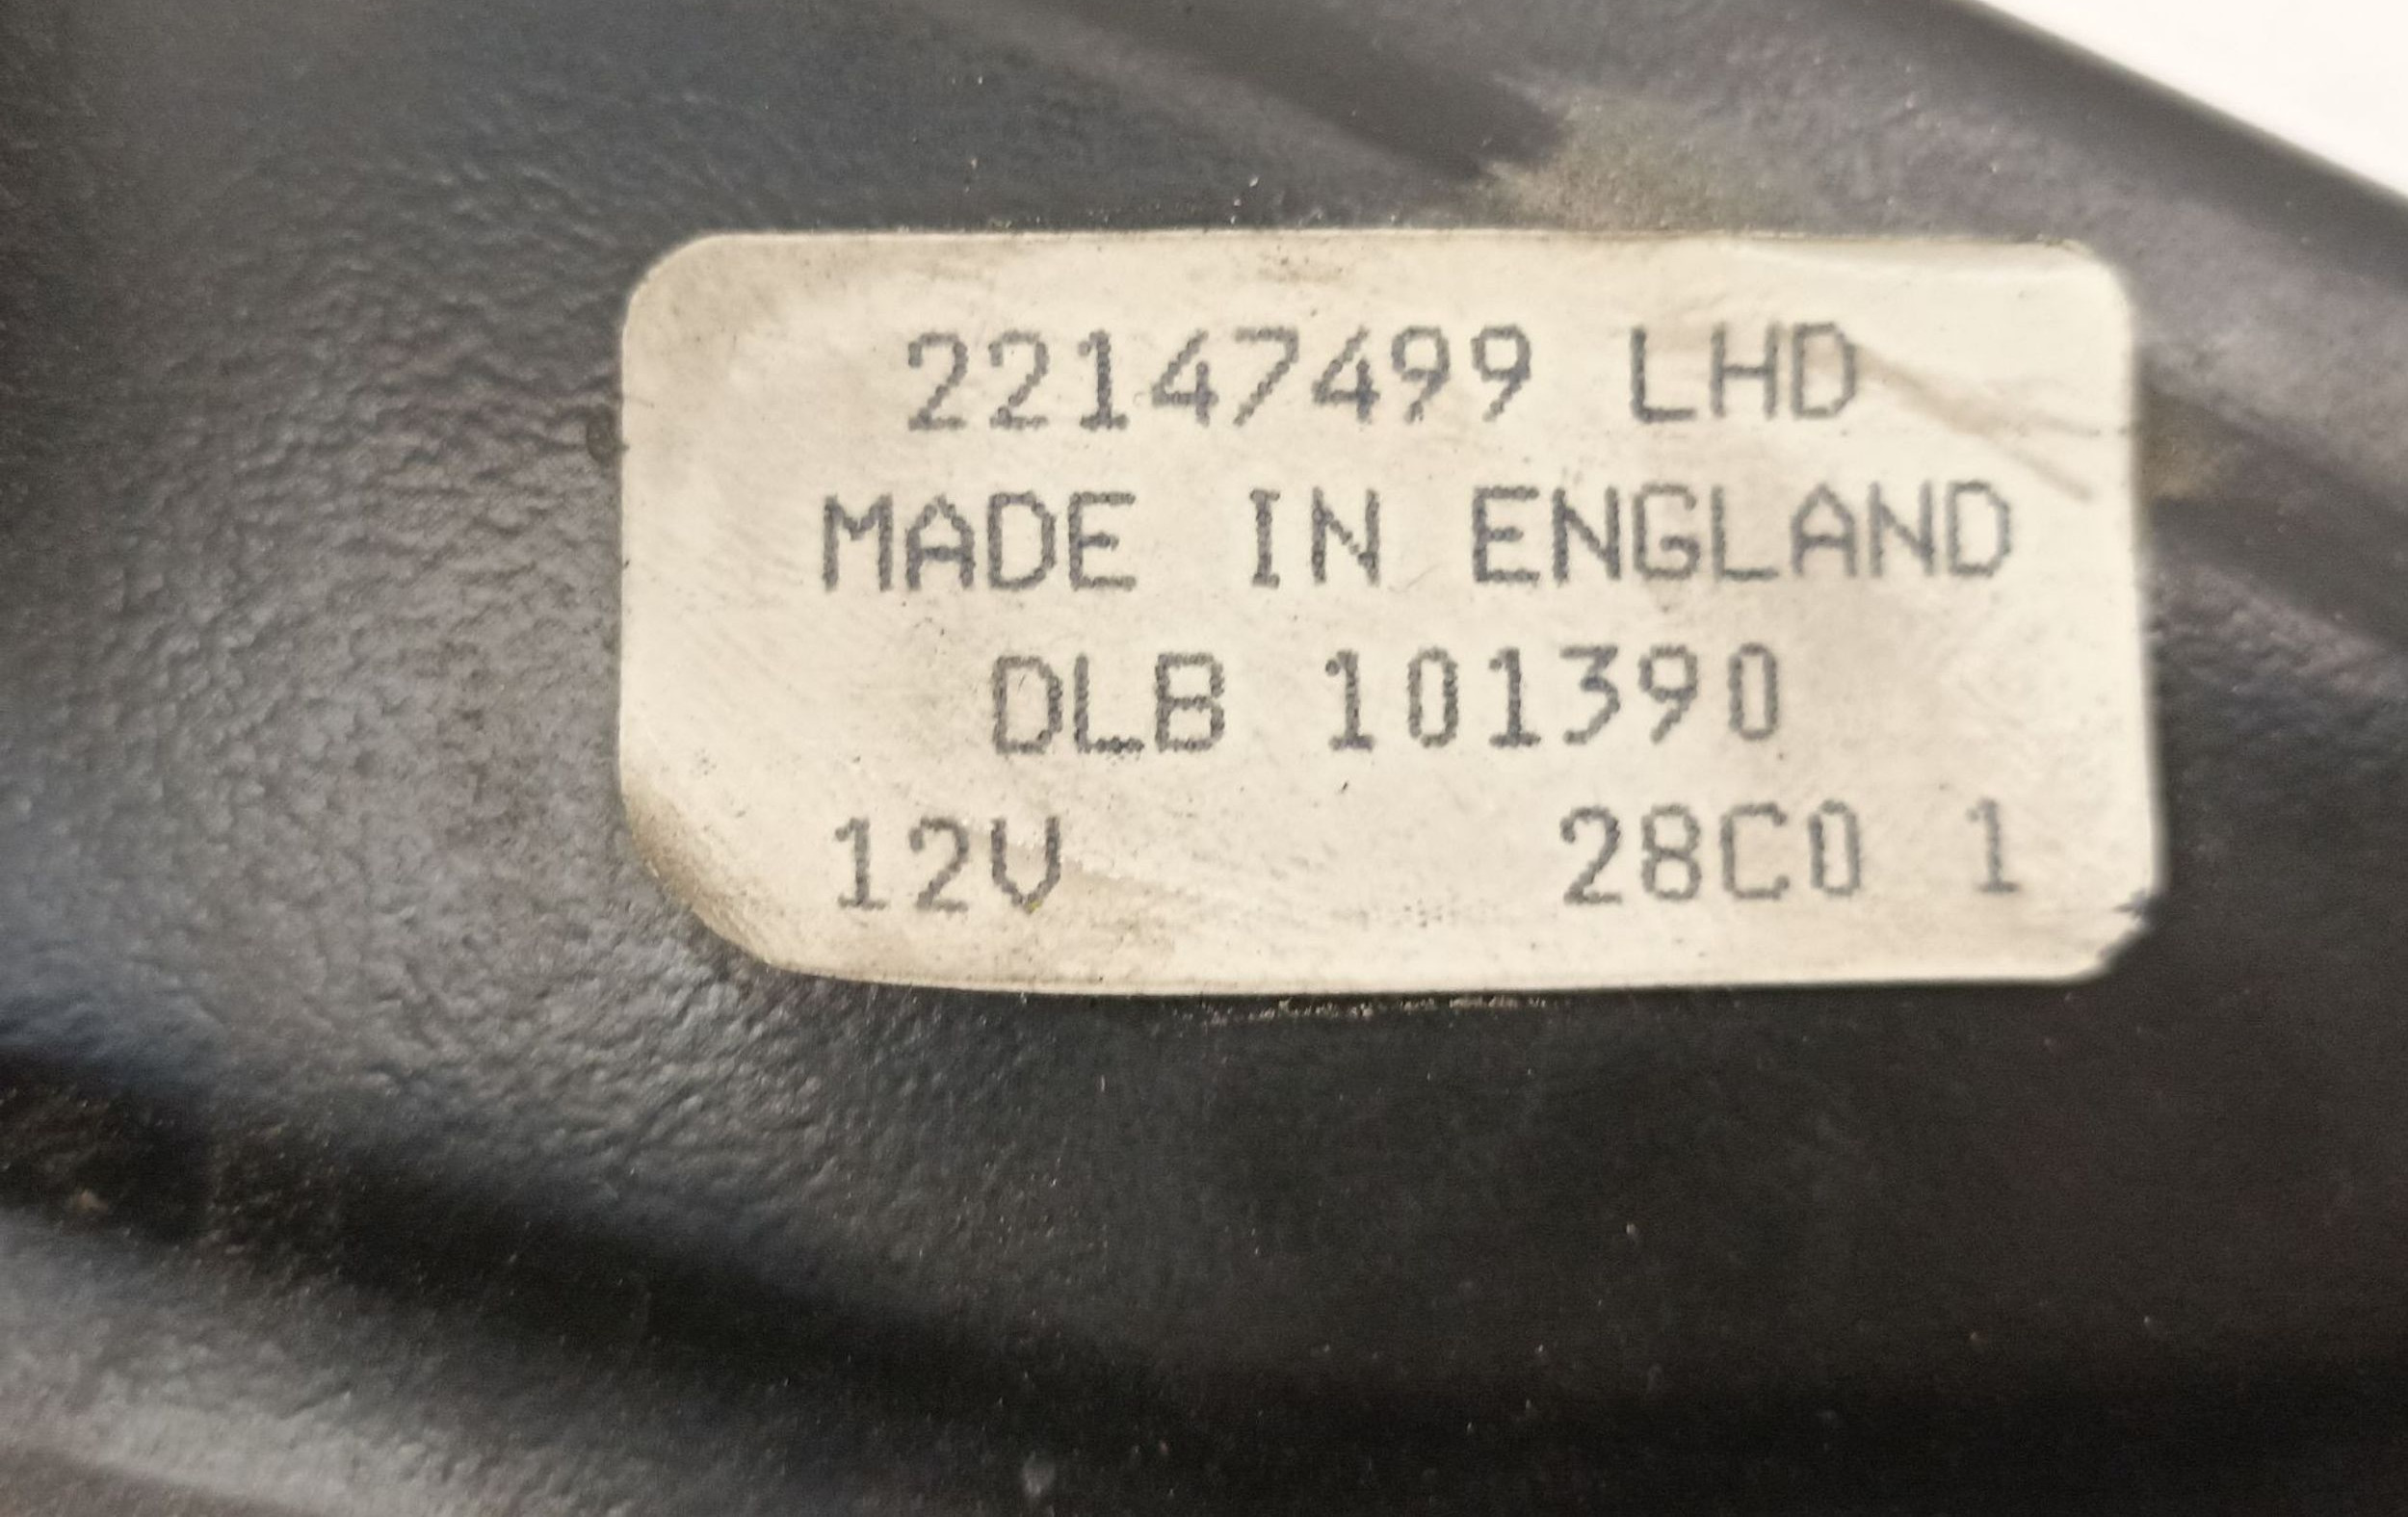 22147499 LHD
MADE IN ENGLAND
DLB 101390
12V 28C0 1